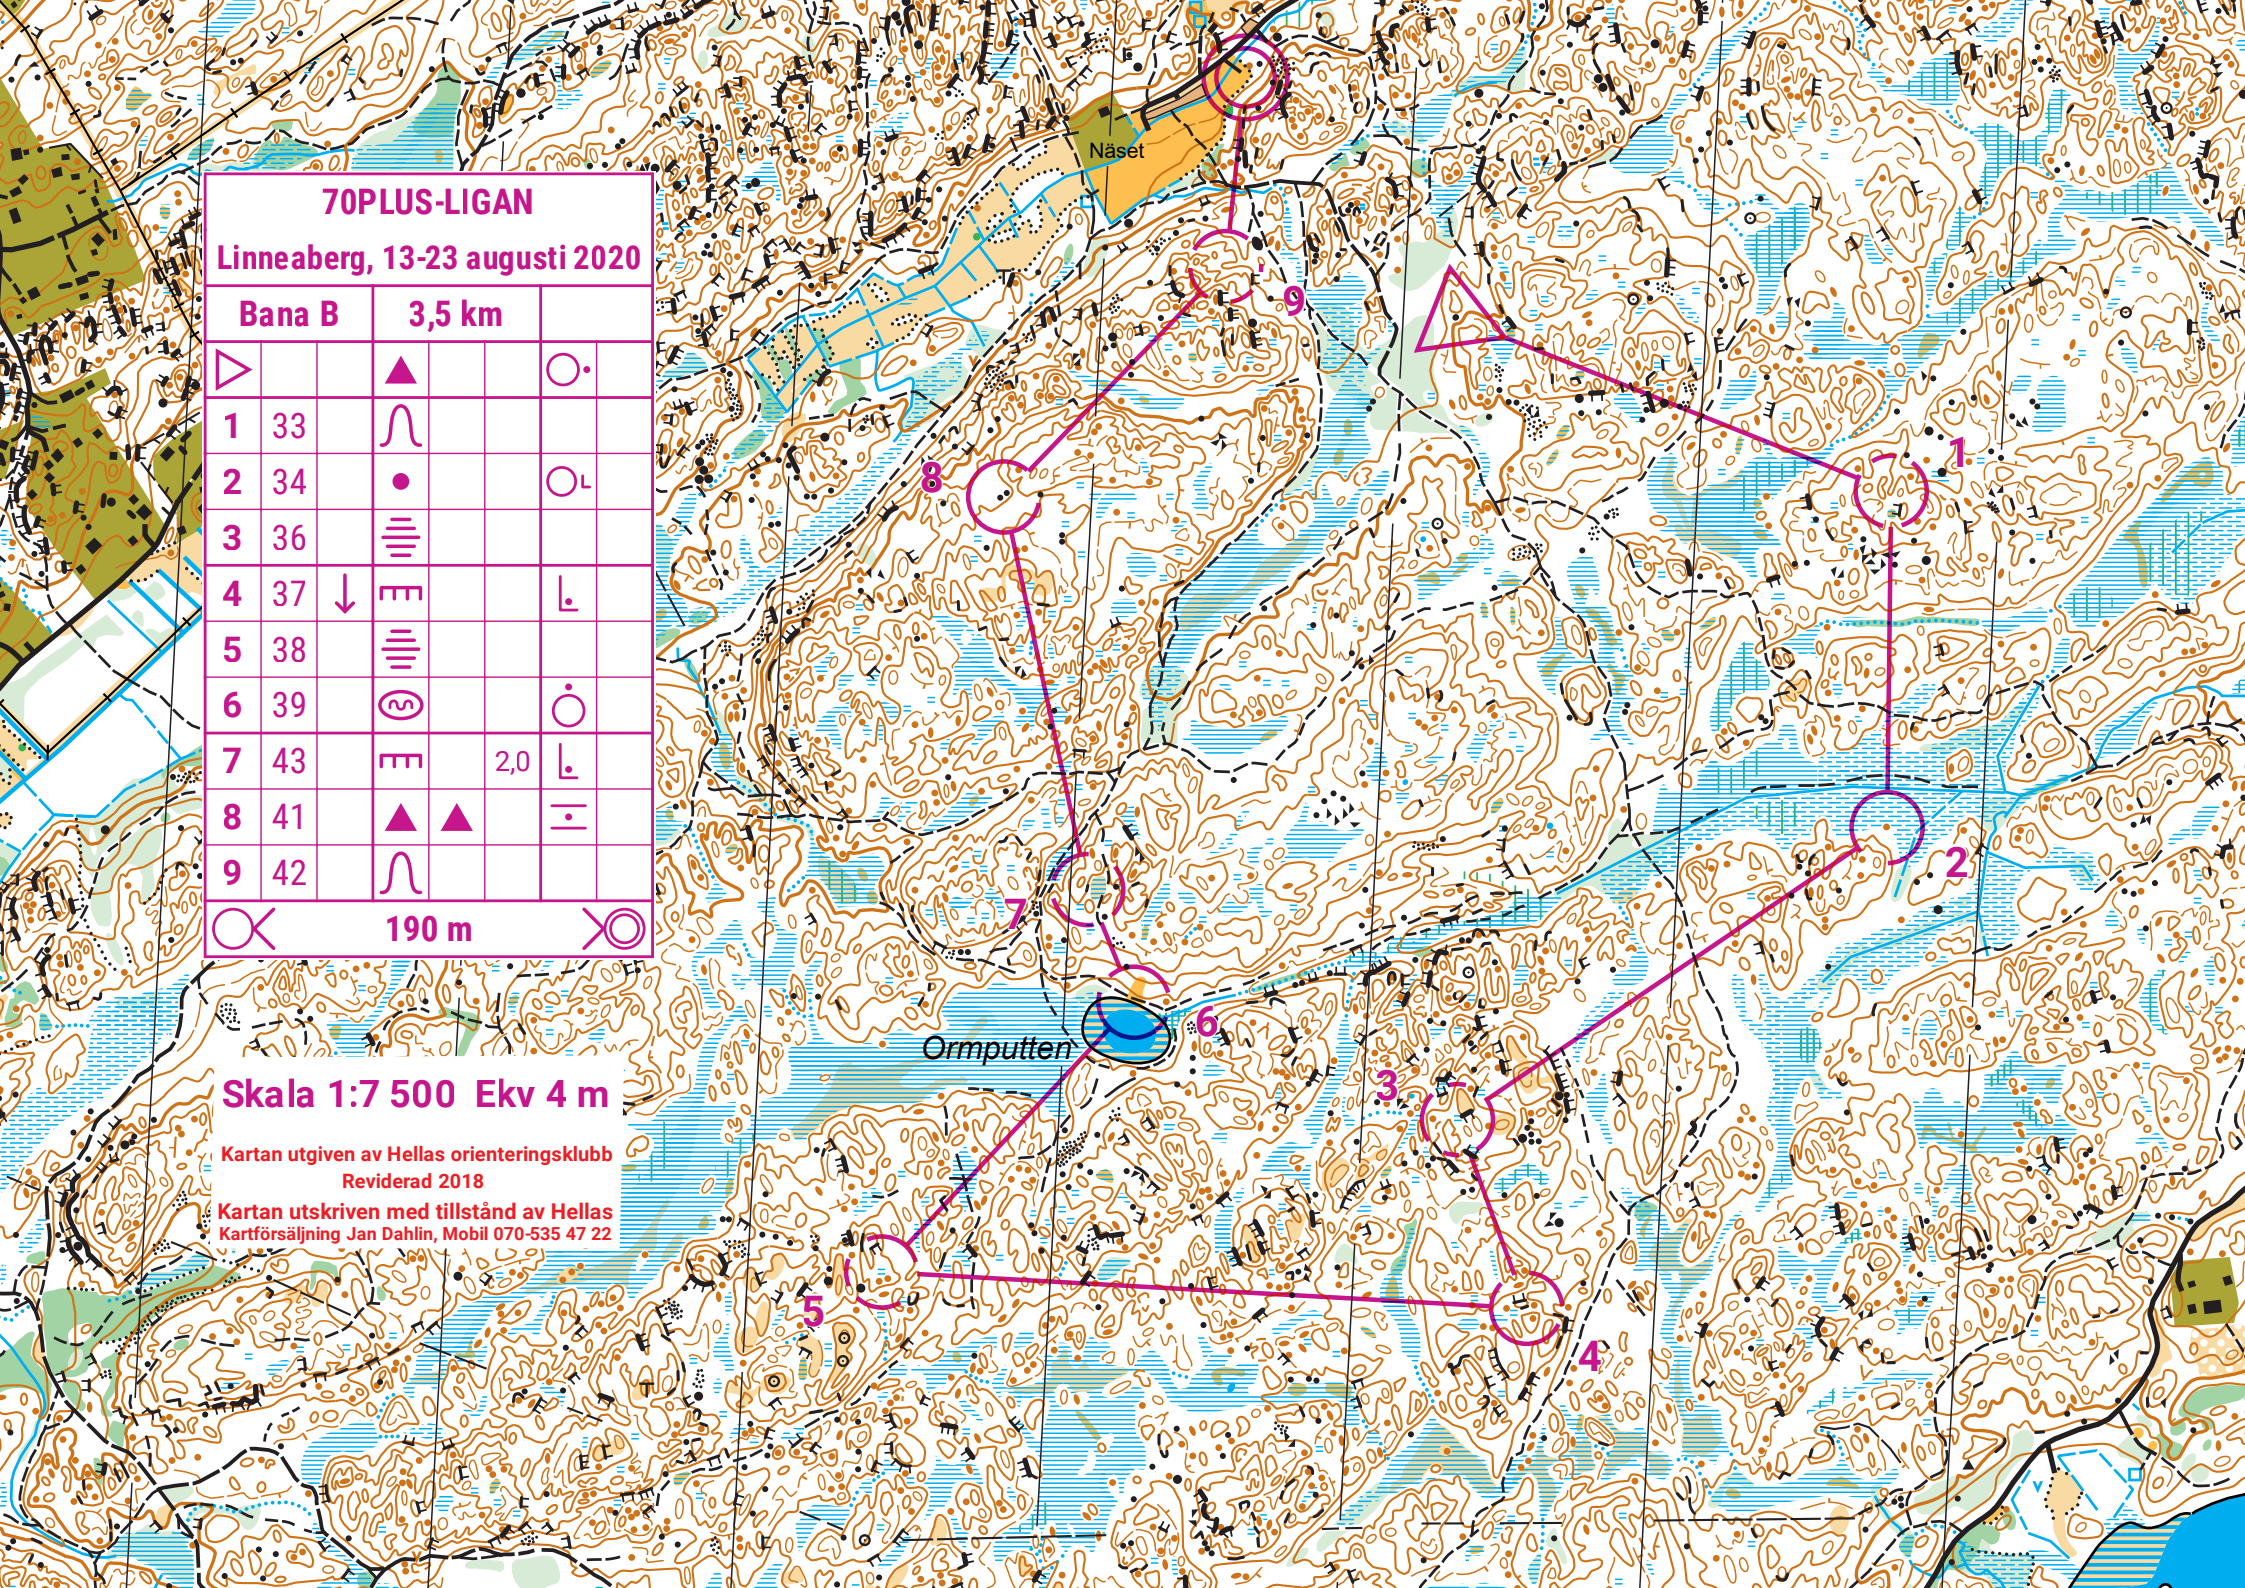 70PLUS-LIGAN
Linneaberg, 13-23 augusti 2020
Bana B 3,5 km
1 33
2 34
3 36
4 37
5 38
6 39
7 43 2,0
8 41
9 42
190 m
Skala 1:7 500 Ekv 4 m
Kartan utgiven av Hellas orienteringsklubb
Reviderad 2018
Kartan utskriven med tillstånd av Hellas
Kartförsäljning Jan Dahlin, Mobil 070-535 47 22
Näset
9
8
1
2
7
6
Ormputten
3
5
4